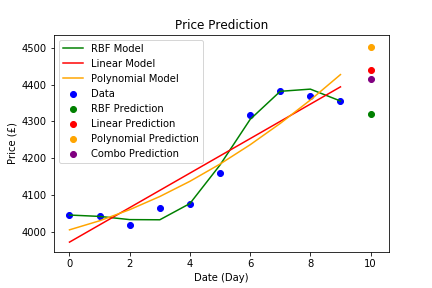 Price Prediction
Price (£)
4500
4400
4300
4200
4100
4000
RBF Model
Linear Model
Polynomial Model
Data
RBF Prediction
Linear Prediction
Polynomial Prediction
Combo Prediction
0 2 4 6 8 10
Date (Day)